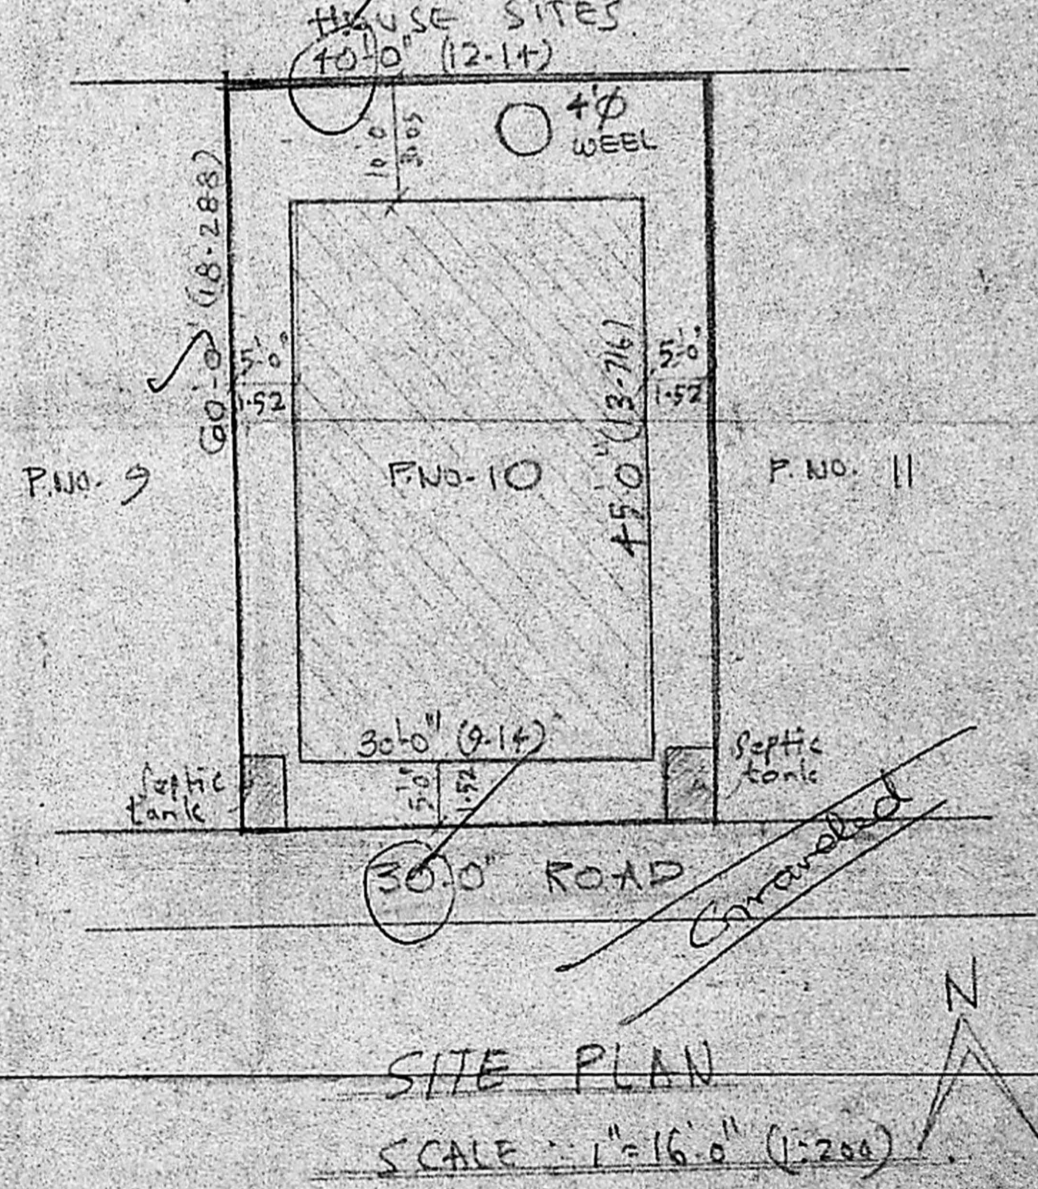 HOUSE SITES
40'-0" (12.14)
4'Ø
WEEL
10'-0
3.05
60'-0" (18.288)
5'-0"
1.52
45'-0" (13.716)
5'-0"
1.52
P.NO. 9
P.NO-10
P.NO. 11
30'-0" (9.14)
Septic
tank
5'-0"
1.52
Septic
tank
30'-0" ROAD
SITE PLAN
N
SCALE :- 1"=16'-0" (1:200)